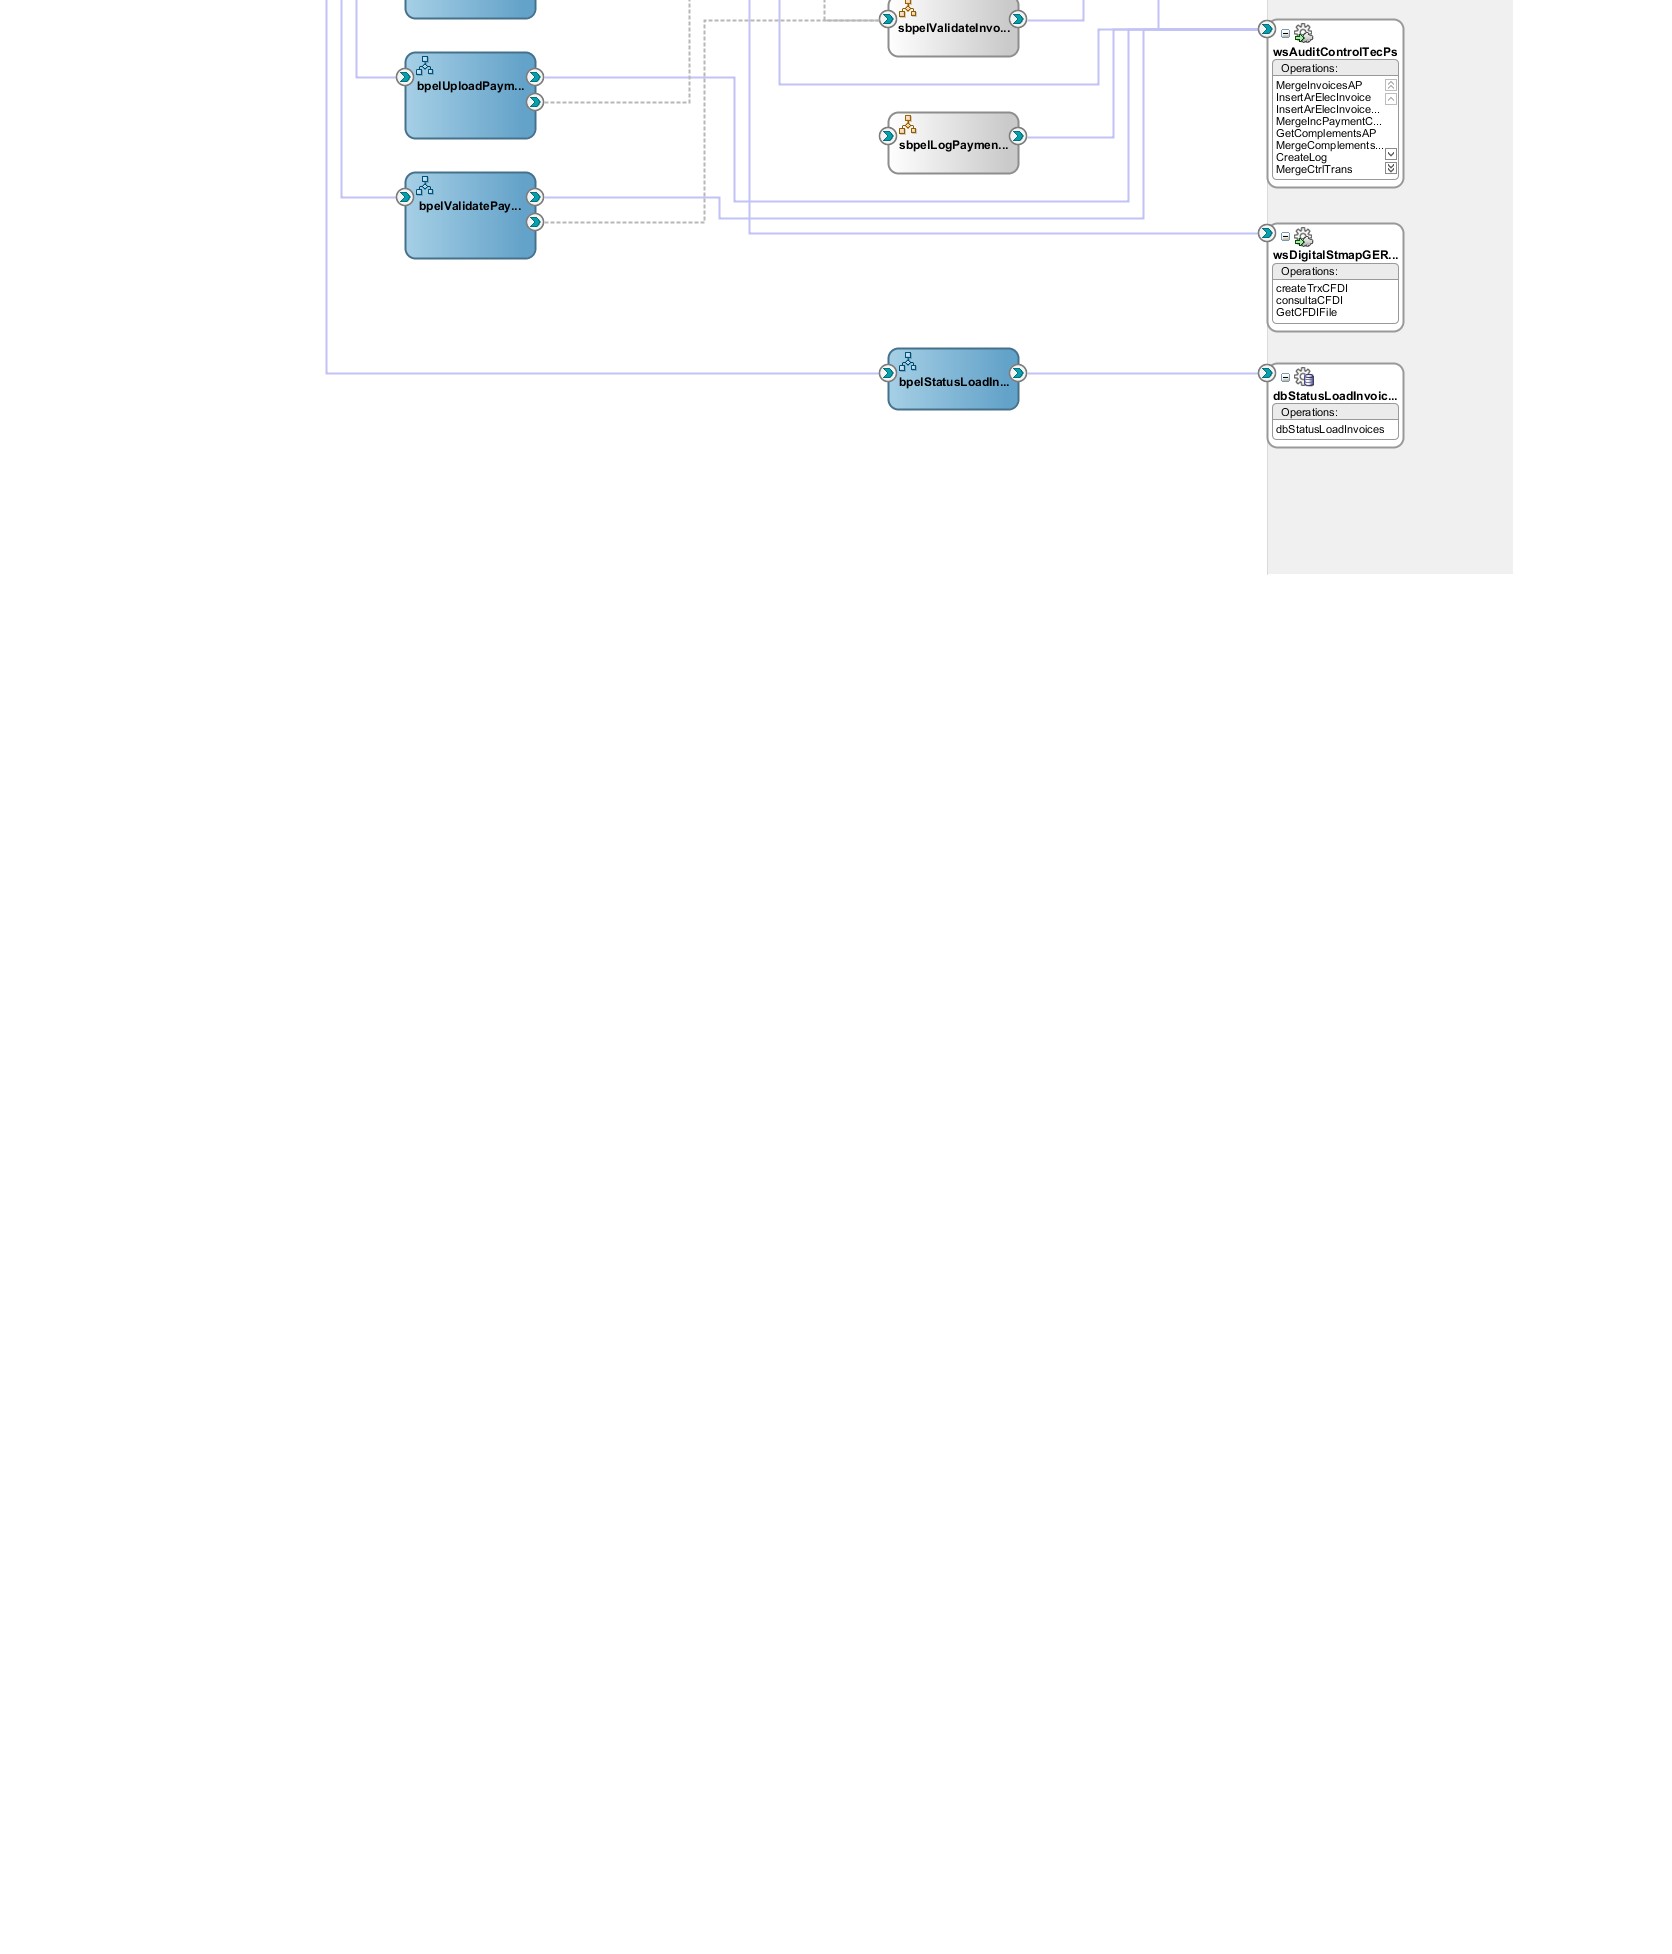 sbpelValidateInvo...
wsAuditControlTecPs
Operations:
MergeInvoicesAP
InsertArElecInvoice
InsertArElecInvoice...
MergeIncPaymentC...
GetComplementsAP
MergeComplements...
CreateLog
MergeCtrlTrans
bpelUploadPaym...
sbpelLogPaymen...
bpelValidatePay...
wsDigitalStmapGER...
Operations:
createTrxCFDI
consultaCFDI
GetCFDIFile
bpelStatusLoadIn...
dbStatusLoadInvoic...
Operations:
dbStatusLoadInvoices